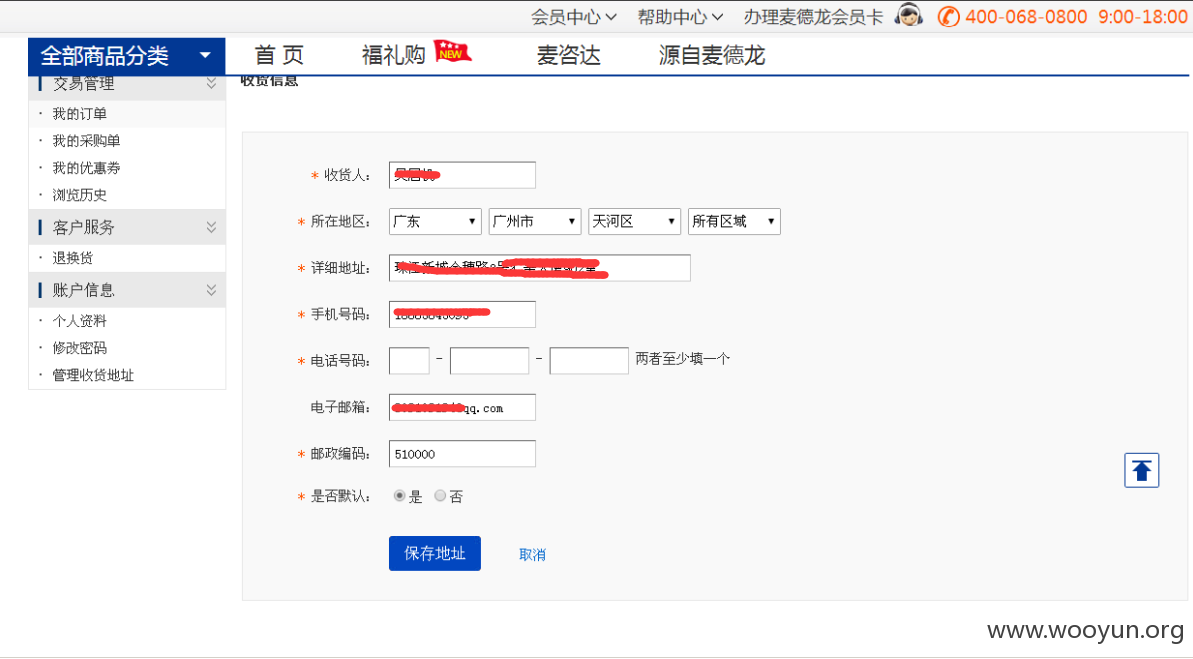 会员中心 帮助中心 办理麦德龙会员卡 400-068-0800 9:00-18:00
全部商品分类 首 页 福礼购 NEW 麦咨达 源自麦德龙
交易管理
· 我的订单
· 我的采购单
· 我的优惠券
· 浏览历史
客户服务
· 退换货
账户信息
· 个人资料
· 修改密码
· 管理收货地址
收货信息
* 收货人：
* 所在地区： 广东 广州市 天河区 所有区域
* 详细地址：
* 手机号码：
* 电话号码： - - 两者至少填一个
电子邮箱： qq.com
* 邮政编码： 510000
* 是否默认： 是 否
保存地址 取消
www.wooyun.org